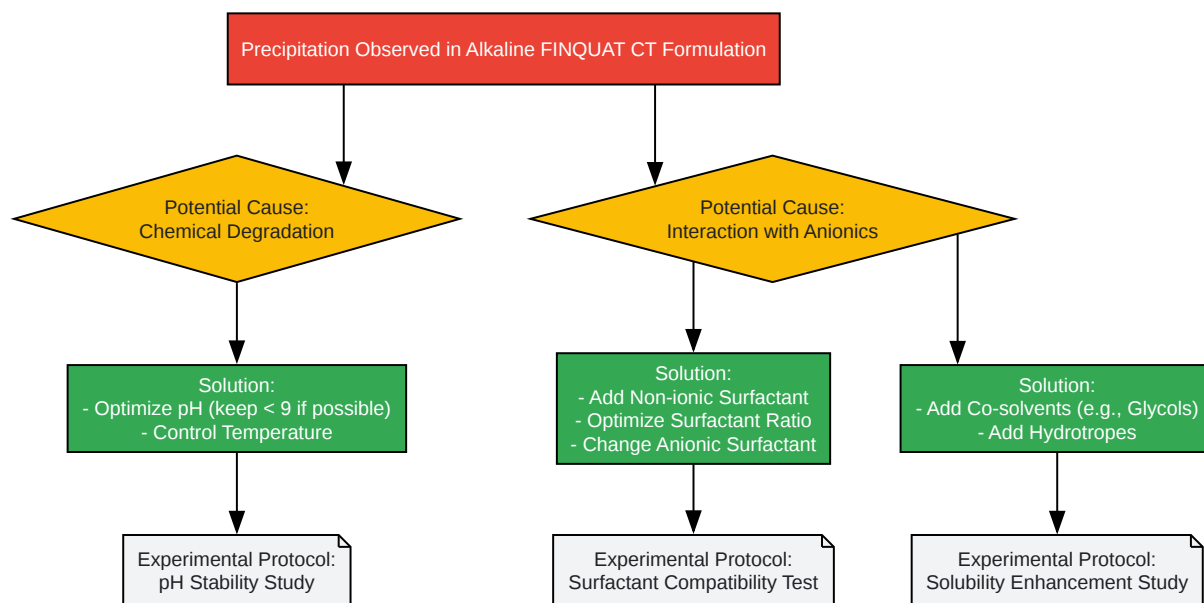 Precipitation Observed in Alkaline FINQUAT CT Formulation
Potential Cause:
Chemical Degradation
Potential Cause:
Interaction with Anionics
Solution:
- Optimize pH (keep < 9 if possible)
- Control Temperature
Solution:
- Add Non-ionic Surfactant
- Optimize Surfactant Ratio
- Change Anionic Surfactant
Solution:
- Add Co-solvents (e.g., Glycols)
- Add Hydrotropes
Experimental Protocol:
pH Stability Study
Experimental Protocol:
Surfactant Compatibility Test
Experimental Protocol:
Solubility Enhancement Study